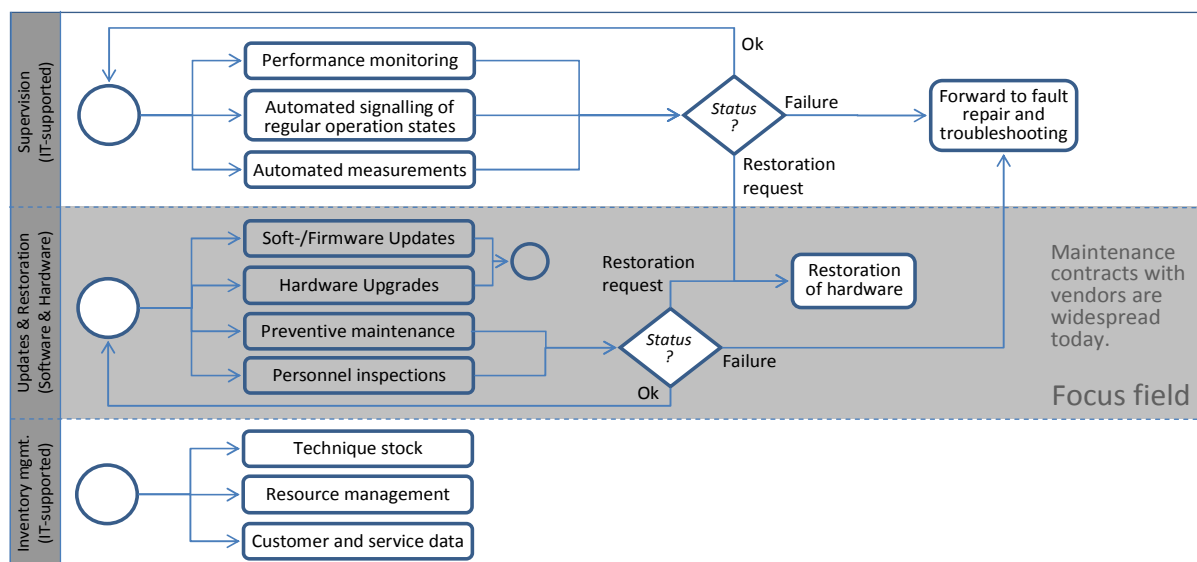 Supervision
(IT-supported)
Performance monitoring
Automated signalling of
regular operation states
Automated measurements
Ok
Status
?
Failure
Restoration
request
Forward to fault
repair and
troubleshooting
Updates & Restoration
(Software & Hardware)
Soft-/Firmware Updates
Hardware Upgrades
Preventive maintenance
Personnel inspections
Restoration
request
Status
?
Failure
Ok
Restoration
of hardware
Maintenance
contracts with
vendors are
widespread
today.
Focus field
Inventory mgmt.
(IT-supported)
Technique stock
Resource management
Customer and service data